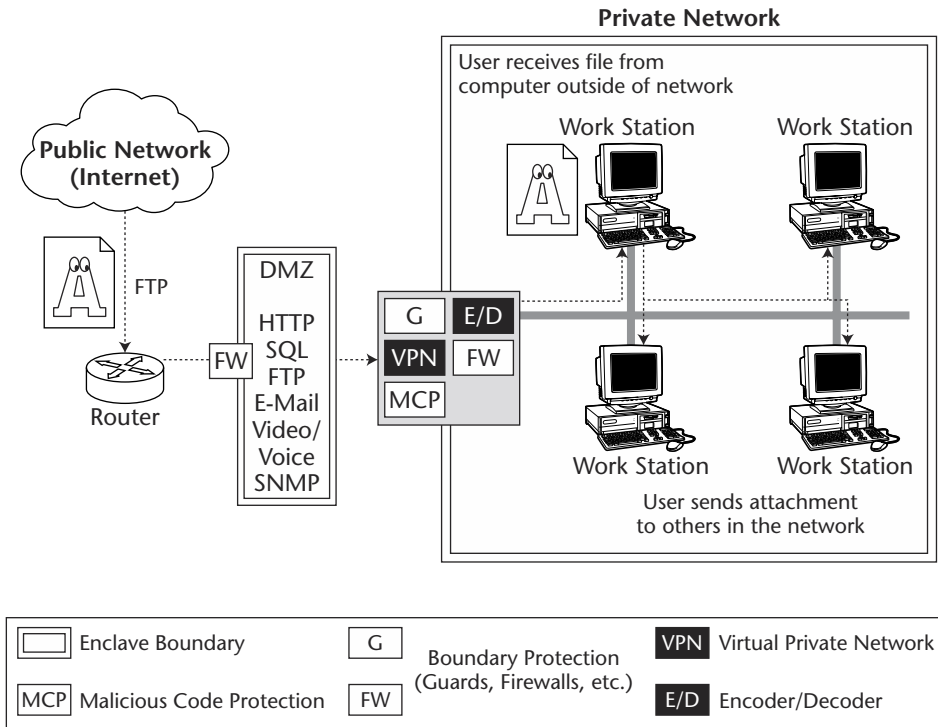 Private Network
User receives file from
computer outside of network
Work Station
Work Station
Public Network
(Internet)
A
A
FTP
DMZ
HTTP
SQL
FTP
E-Mail
Video/
Voice
SNMP
FW
Router
G
E/D
VPN
FW
MCP
Work Station
Work Station
User sends attachment
to others in the network
Enclave Boundary
G
Boundary Protection
(Guards, Firewalls, etc.)
VPN Virtual Private Network
MCP Malicious Code Protection
FW
E/D Encoder/Decoder